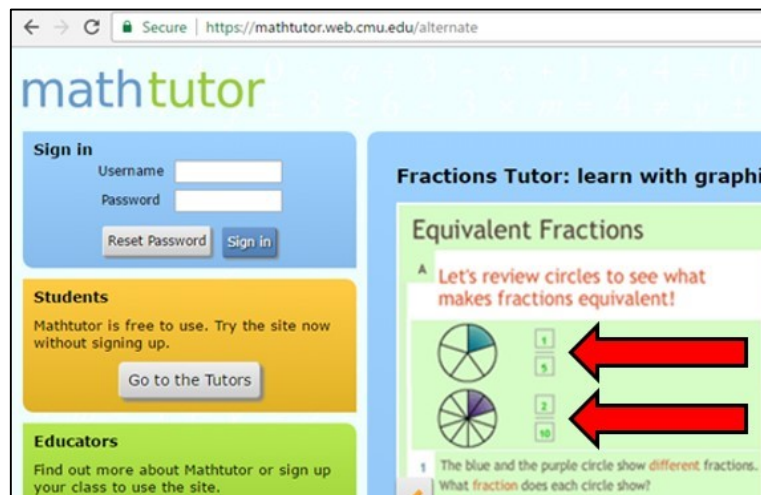 Secure | https://mathtutor.web.cmu.edu/alternate
mathtutor
Sign in
Username
Password
Reset Password
Sign in
Students
Mathtutor is free to use. Try the site now
without signing up.
Go to the Tutors
Educators
Find out more about Mathtutor or sign up
your class to use the site.
Fractions Tutor: learn with graphi
Equivalent Fractions
A
Let's review circles to see what
makes fractions equivalent!
1
5
2
10
1 The blue and the purple circle show different fractions.
What fraction does each circle show?